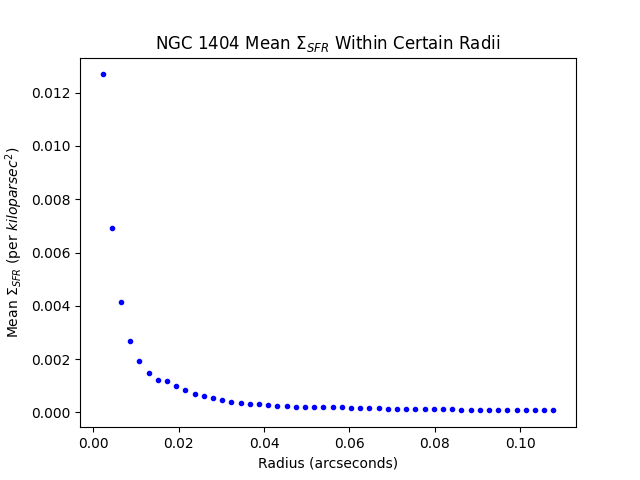 NGC 1404 Mean Σ_SFR Within Certain Radii
Mean Σ_SFR (per kiloparsec²)
0.012
0.010
0.008
0.006
0.004
0.002
0.000
0.00 0.02 0.04 0.06 0.08 0.10
Radius (arcseconds)